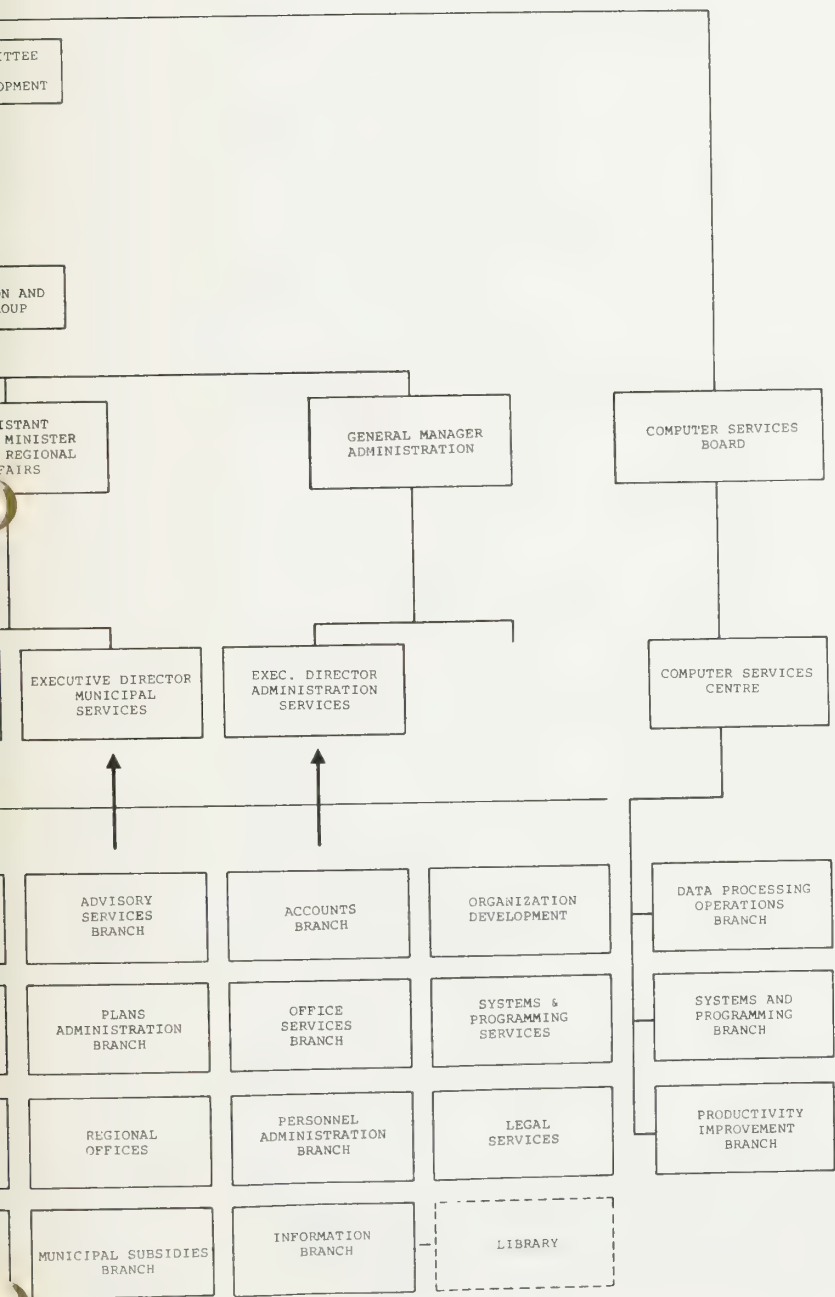 ITTEE
OPMENT
N AND
OUP
ISTANT
MINISTER
REGIONAL
FAIRS
GENERAL MANAGER
ADMINISTRATION
COMPUTER SERVICES
BOARD
EXECUTIVE DIRECTOR
MUNICIPAL
SERVICES
EXEC. DIRECTOR
ADMINISTRATION
SERVICES
COMPUTER SERVICES
CENTRE
ADVISORY
SERVICES
BRANCH
ACCOUNTS
BRANCH
ORGANIZATION
DEVELOPMENT
DATA PROCESSING
OPERATIONS
BRANCH
PLANS
ADMINISTRATION
BRANCH
OFFICE
SERVICES
BRANCH
SYSTEMS &
PROGRAMMING
SERVICES
SYSTEMS AND
PROGRAMMING
BRANCH
REGIONAL
OFFICES
PERSONNEL
ADMINISTRATION
BRANCH
LEGAL
SERVICES
PRODUCTIVITY
IMPROVEMENT
BRANCH
MUNICIPAL SUBSIDIES
BRANCH
INFORMATION
BRANCH
LIBRARY